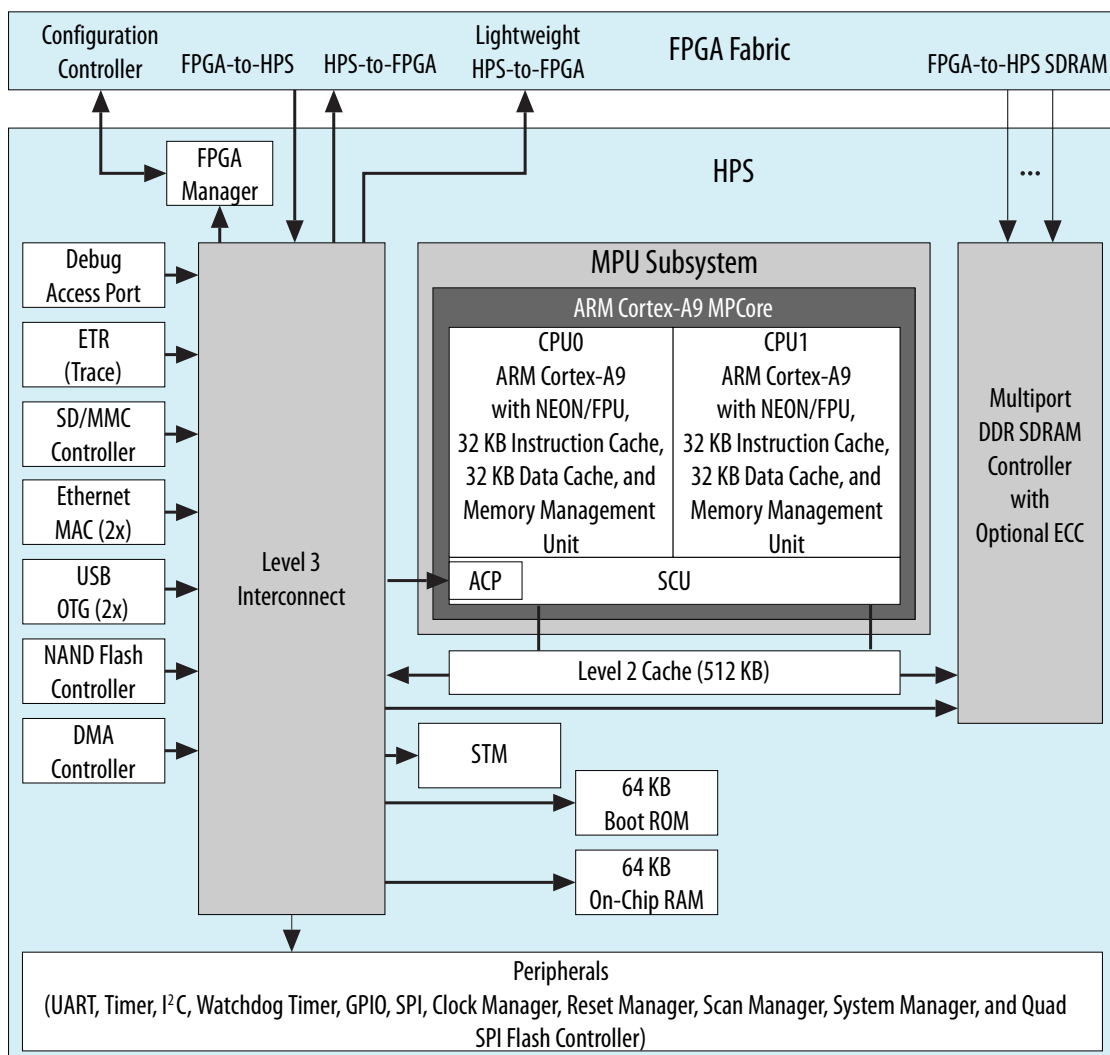 Configuration
Controller
FPGA-to-HPS
HPS-to-FPGA
Lightweight
HPS-to-FPGA
FPGA Fabric
FPGA-to-HPS SDRAM
FPGA
Manager
HPS
...
Debug
Access Port
ETR
(Trace)
SD/MMC
Controller
Ethernet
MAC (2x)
USB
OTG (2x)
NAND Flash
Controller
DMA
Controller
Level 3
Interconnect
MPU Subsystem
ARM Cortex-A9 MPCore
CPU0
ARM Cortex-A9
with NEON/FPU,
32 KB Instruction Cache,
32 KB Data Cache, and
Memory Management
Unit
CPU1
ARM Cortex-A9
with NEON/FPU,
32 KB Instruction Cache,
32 KB Data Cache, and
Memory Management
Unit
ACP
SCU
Level 2 Cache (512 KB)
Multiport
DDR SDRAM
Controller
with
Optional ECC
STM
64 KB
Boot ROM
64 KB
On-Chip RAM
Peripherals
(UART, Timer, I²C, Watchdog Timer, GPIO, SPI, Clock Manager, Reset Manager, Scan Manager, System Manager, and Quad
SPI Flash Controller)